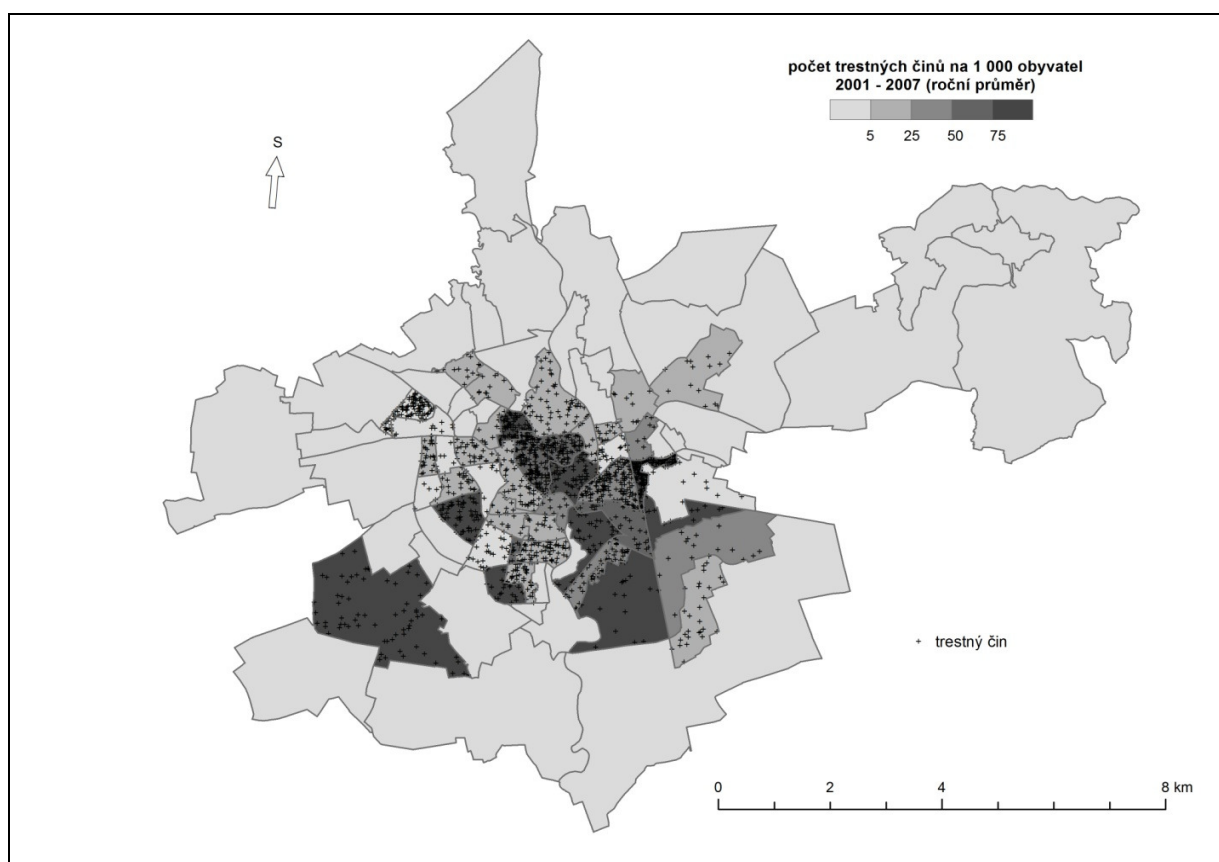 počet trestných činů na 1 000 obyvatel
2001 - 2007 (roční průměr)
5 25 50 75
S
trestný čin
0 2 4 6 8 km